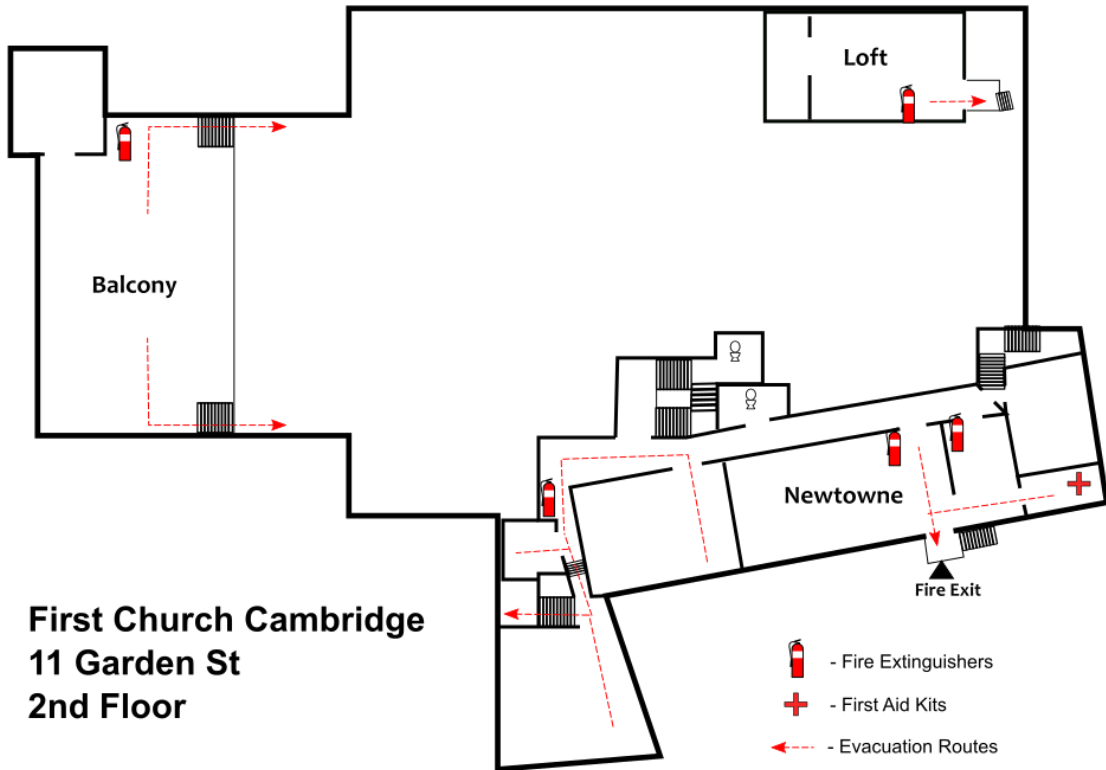 Loft
Balcony
Newtowne
Fire Exit
First Church Cambridge
11 Garden St
2nd Floor
- Fire Extinguishers
- First Aid Kits
- Evacuation Routes